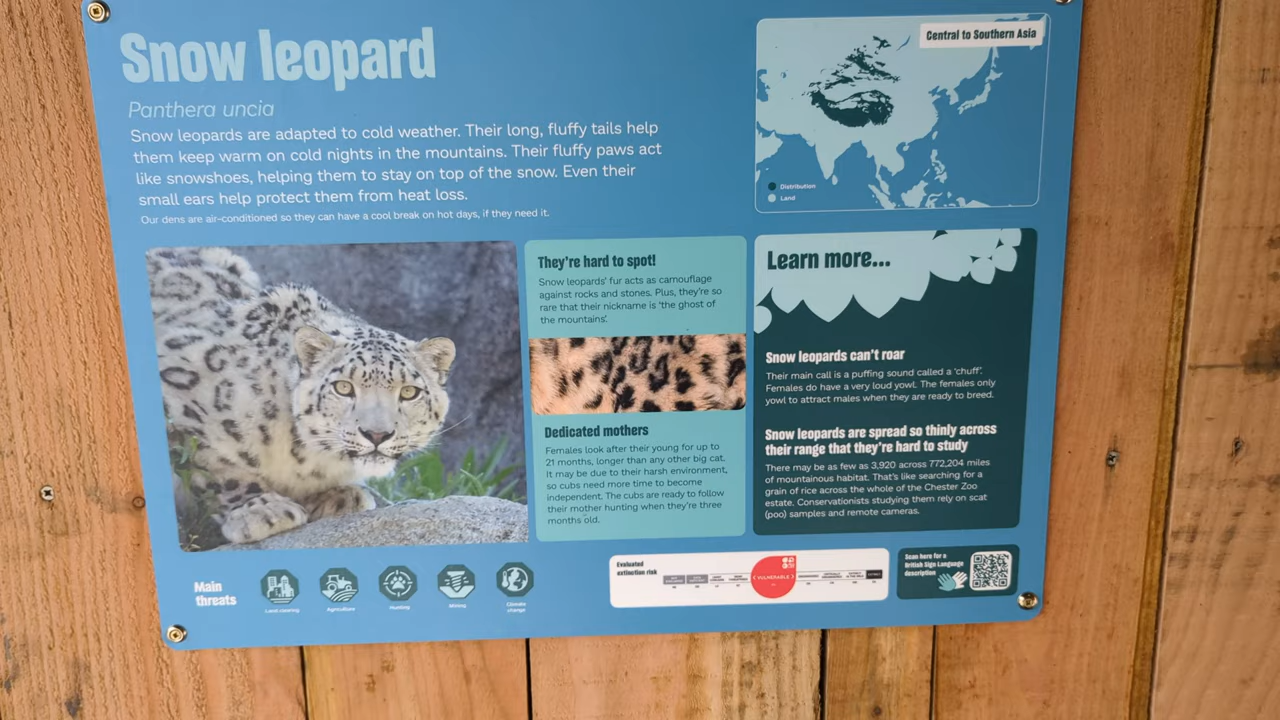 Snow leopard
Panthera uncia
Snow leopards are adapted to cold weather. Their long, fluffy tails help
them keep warm on cold nights in the mountains. Their fluffy paws act
like snowshoes, helping them to stay on top of the snow. Even their
small ears help protect them from heat loss.
Our dens are air-conditioned so they can have a cool break on hot days, if they need it.
Central to Southern Asia
Distribution
Land
They're hard to spot!
Snow leopards' fur acts as camouflage
against rocks and stones. Plus, they're so
rare that their nickname is 'the ghost of
the mountains'.
Dedicated mothers
Females look after their young for up to
21 months, longer than any other big cat.
It may be due to their harsh environment,
so cubs need more time to become
independent. The cubs are ready to follow
their mother hunting when they're three
months old.
Learn more...
Snow leopards can't roar
Their main call is a puffing sound called a 'chuff'.
Females do have a very loud yowl. The females only
yowl to attract males when they are ready to breed.
Snow leopards are spread so thinly across
their range that they're hard to study
There may be as few as 3,920 across 772,204 miles
of mountainous habitat. That's like searching for a
grain of rice across the whole of the Chester Zoo
estate. Conservationists studying them rely on scat
(poo) samples and remote cameras.
Main
threats
Land clearing
Agriculture
Hunting
Mining
Climate
change
Evaluated
extinction risk
VULNERABLE
Scan here for a
British Sign Language
description